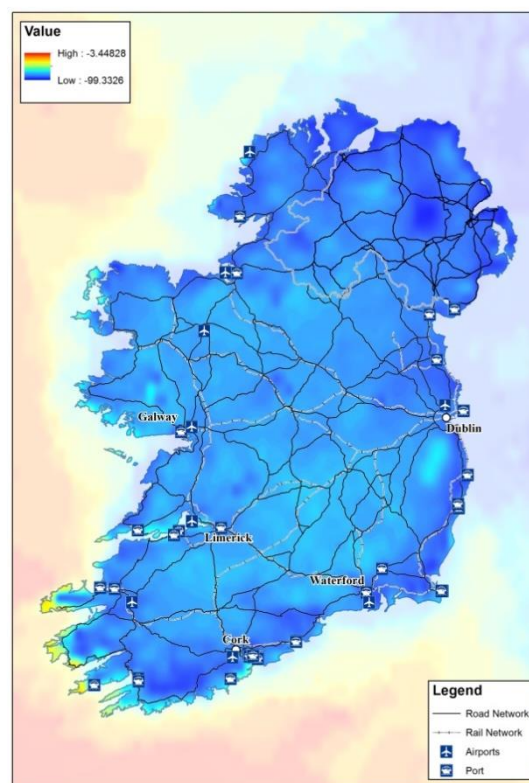 Value
High : -3.44828
Low : -99.3326
Galway
Dublin
Limerick
Waterford
Cork
Legend
Road Network
Rail Network
Airports
Port